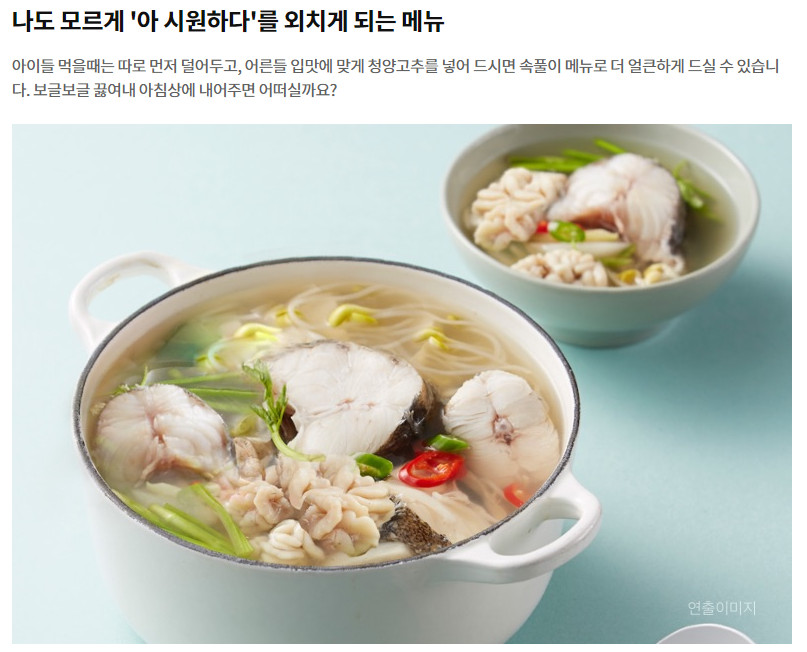 나도 모르게 '아 시원하다'를 외치게 되는 메뉴
아이들 먹을때는 따로 먼저 덜어두고, 어른들 입맛에 맞게 청양고추를 넣어 드시면 속풀이 메뉴로 더 얼큰하게 드실 수 있습니
다. 보글보글 끓여내 아침상에 내어주면 어떠실까요?
연출이미지